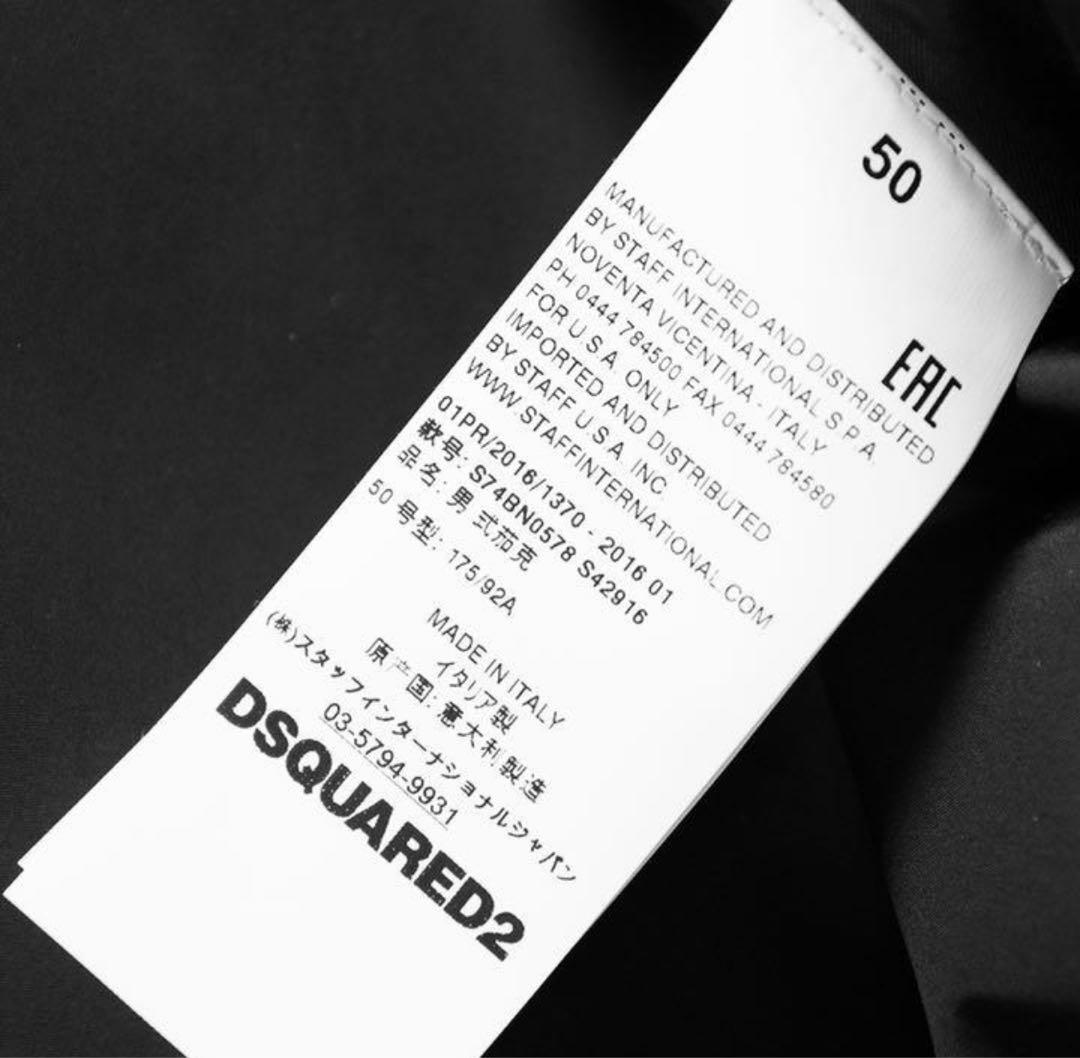 50
EAC
MANUFACTURED AND DISTRIBUTED
BY STAFF INTERNATIONAL S.P.A.
NOVENTA VICENTINA - ITALY
PH 0444 784500 FAX 0444 784580
FOR U.S.A. ONLY
IMPORTED AND DISTRIBUTED
BY STAFF U.S.A. INC
WWW.STAFFINTERNATIONAL.COM
01PR/2016/1370 - 2016 01
款号: S74BN0578 S42916
品名: 男式茄克
50 号型: 175/92A
MADE IN ITALY
イタリア製
原产国: 意大利製造
(株)スタッフインターナショナルジャパン
03-5794-9931
DSQUARED2